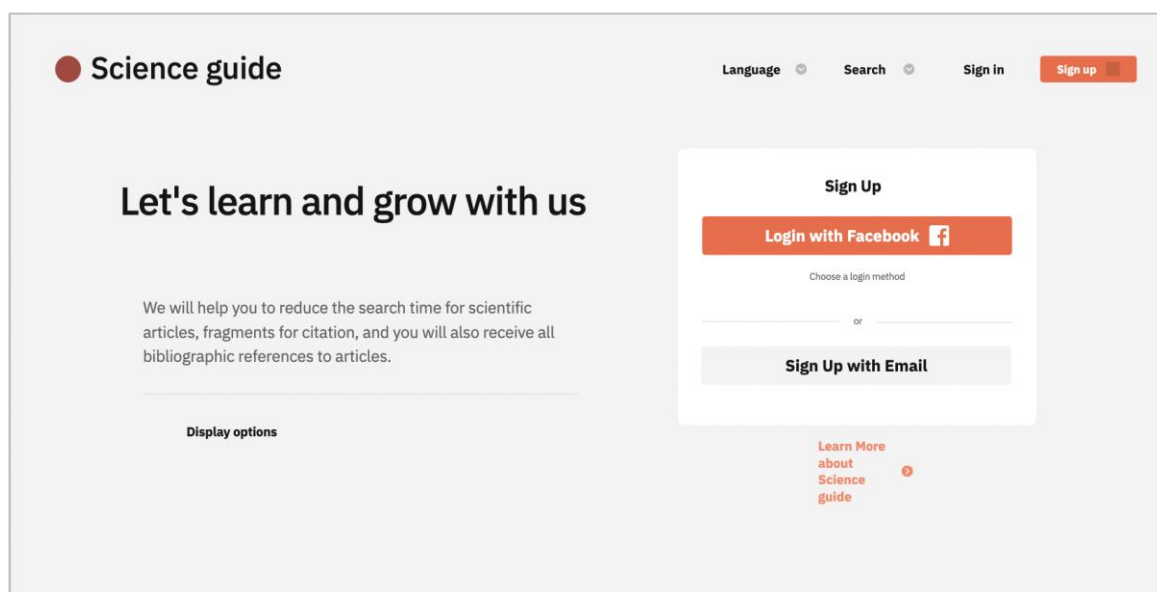 Science guide
Language
Search
Sign in
Sign up
Let's learn and grow with us
We will help you to reduce the search time for scientific
articles, fragments for citation, and you will also receive all
bibliographic references to articles.
Display options
Sign Up
Login with Facebook
Choose a login method
or
Sign Up with Email
Learn More
about
Science
guide